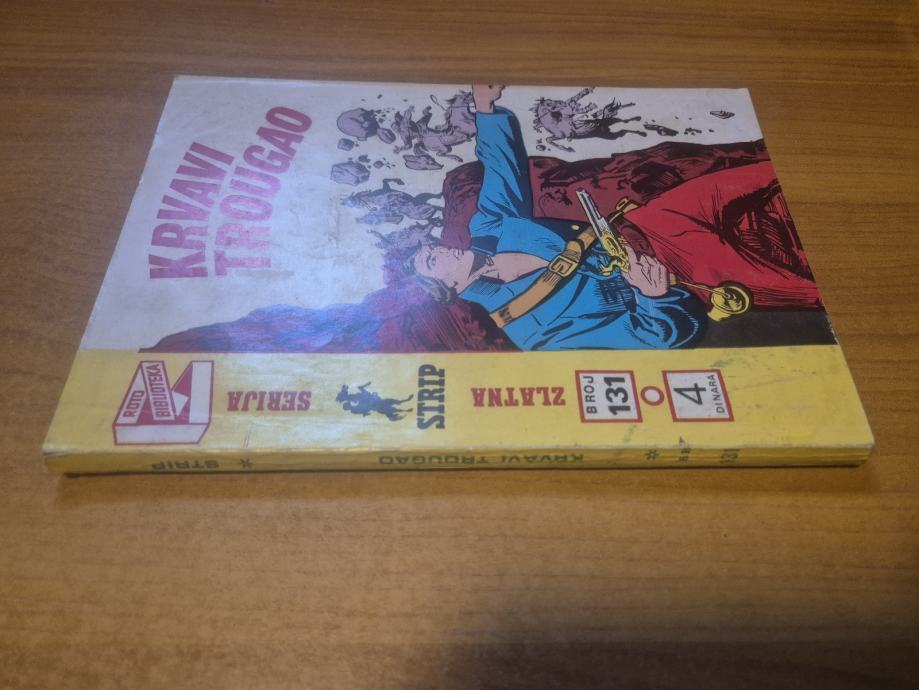 KRVAVI
TROUGAO
ROTO
BIBLIOTEKA
ZLATNA
STRIP
SERIJA
BROJ
131
4
DINARA
* STRIP
KRVAVI TROUGAO
*
131